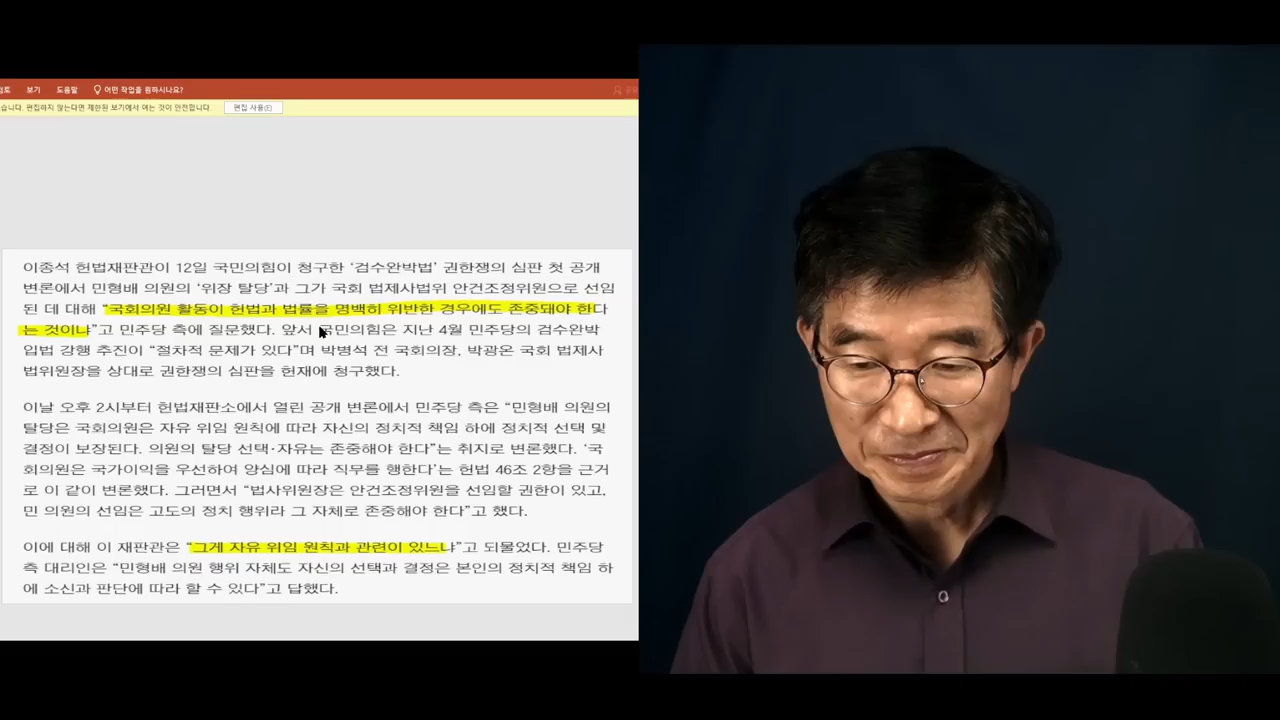 검토 보기 도움말 어떤 작업을 원하시나요?
습니다. 편집하지 않는다면 제한된 보기에서 여는 것이 안전합니다. 편집 사용(E)
이종석 헌법재판관이 12일 국민의힘이 청구한 ‘검수완박법’ 권한쟁의 심판 첫 공개
변론에서 민형배 의원의 ‘위장 탈당’과 그가 국회 법제사법위 안건조정위원으로 선임
된 데 대해 “국회의원 활동이 헌법과 법률을 명백히 위반한 경우에도 존중돼야 한다
는 것이냐”고 민주당 측에 질문했다. 앞서 국민의힘은 지난 4월 민주당의 검수완박
입법 강행 추진이 “절차적 문제가 있다”며 박병석 전 국회의장, 박광온 국회 법제사
법위원장을 상대로 권한쟁의 심판을 헌재에 청구했다.
이날 오후 2시부터 헌법재판소에서 열린 공개 변론에서 민주당 측은 “민형배 의원의
탈당은 국회의원은 자유 위임 원칙에 따라 자신의 정치적 책임 하에 정치적 선택 및
결정이 보장된다. 의원의 탈당 선택·자유는 존중해야 한다”는 취지로 변론했다. ‘국
회의원은 국가이익을 우선하여 양심에 따라 직무를 행한다’는 헌법 46조 2항을 근거
로 이 같이 변론했다. 그러면서 “법사위원장은 안건조정위원을 선임할 권한이 있고,
민 의원의 선임은 고도의 정치 행위라 그 자체로 존중해야 한다”고 했다.
이에 대해 이 재판관은 “그게 자유 위임 원칙과 관련이 있느냐”고 되물었다. 민주당
측 대리인은 “민형배 의원 행위 자체도 자신의 선택과 결정은 본인의 정치적 책임 하
에 소신과 판단에 따라 할 수 있다”고 답했다.